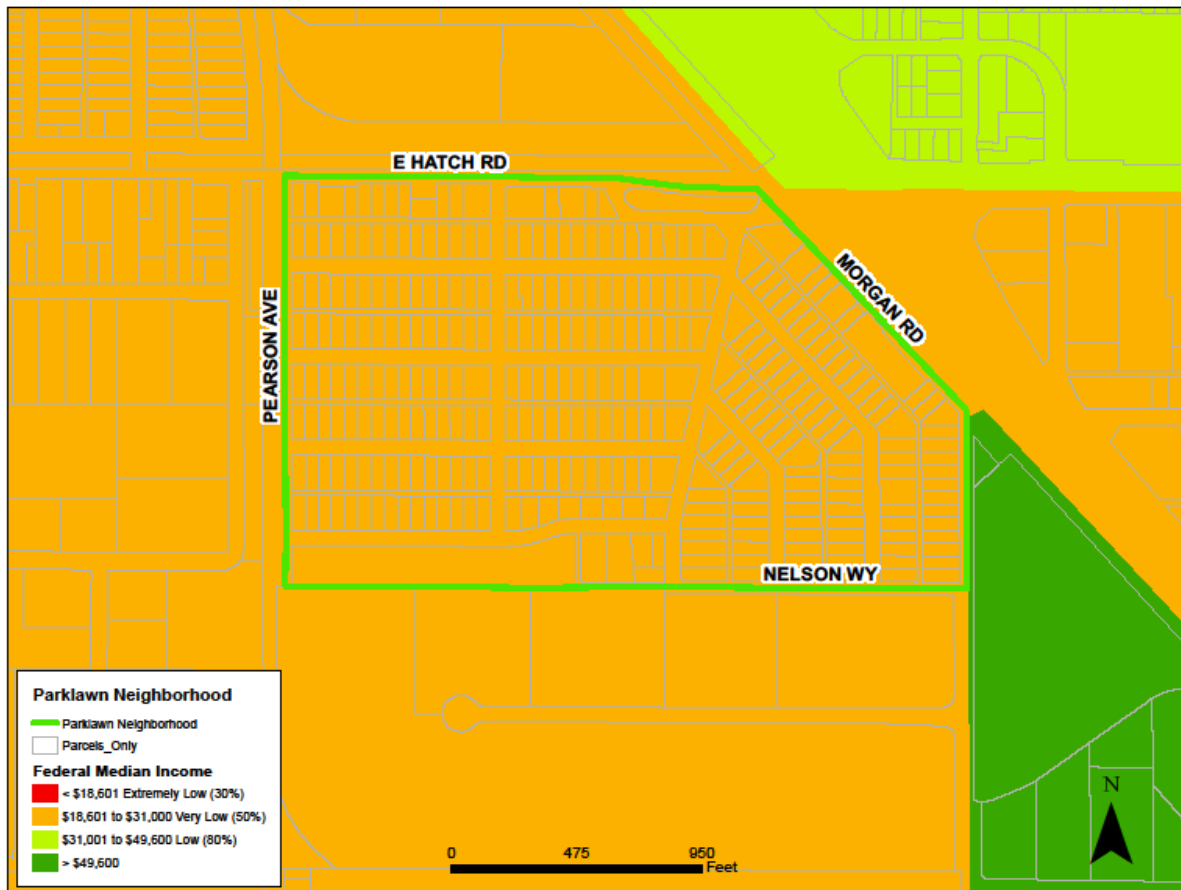 E HATCH RD
MORGAN RD
PEARSON AVE
NELSON WY
Parklawn Neighborhood
Parklawn Neighborhood
Parcels_Only
Federal Median Income
< $18,601 Extremely Low (30%)
$18,601 to $31,000 Very Low (50%)
$31,001 to $49,600 Low (80%)
> $49,600
0 475 950
Feet
N